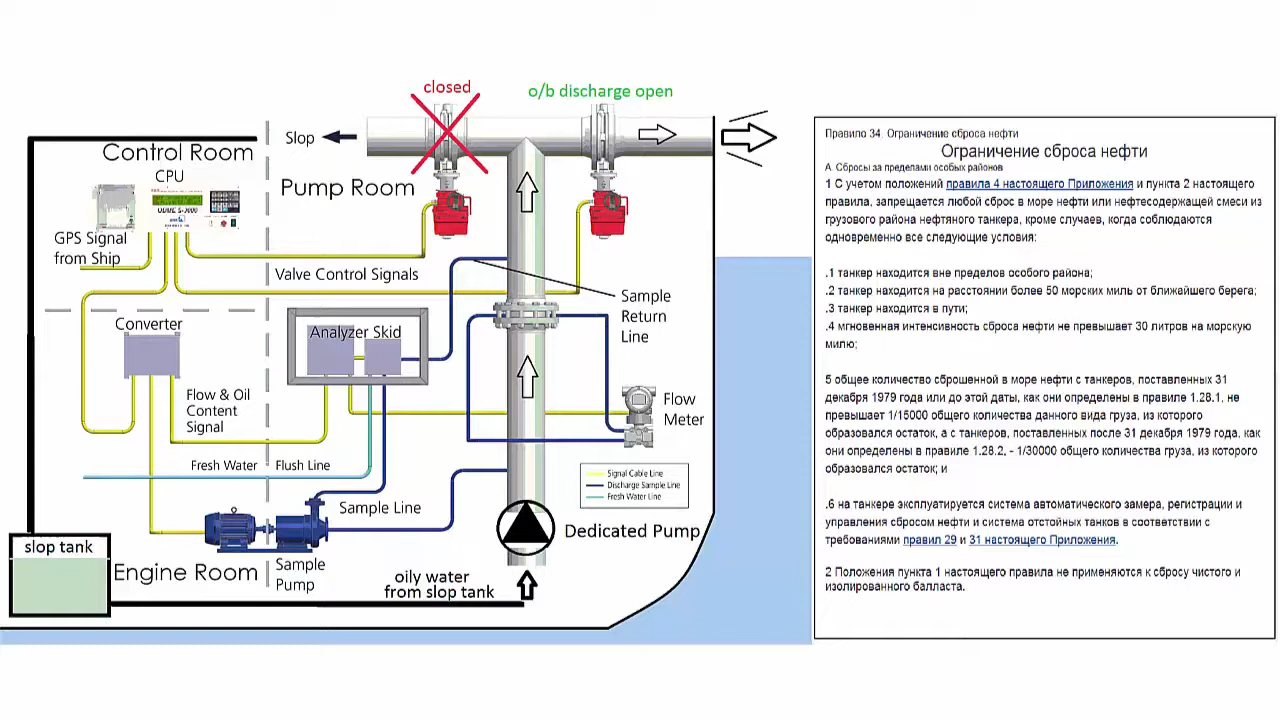 closed
o/b discharge open
Slop
Control Room
CPU
Pump Room
ODME S-3000
GPS Signal
from Ship
Valve Control Signals
Sample
Return
Line
Converter
Analyzer Skid
Flow & Oil
Content
Signal
Flow
Meter
Fresh Water
Flush Line
Signal Cable Line
Discharge Sample Line
Fresh Water Line
Sample Line
Dedicated Pump
slop tank
Engine Room
Sample
Pump
oily water
from slop tank
Правило 34. Ограничение сброса нефти
Ограничение сброса нефти
А. Сбросы за пределами особых районов
1 С учетом положений правила 4 настоящего Приложения и пункта 2 настоящего
правила, запрещается любой сброс в море нефти или нефтесодержащей смеси из
грузового района нефтяного танкера, кроме случаев, когда соблюдаются
одновременно все следующие условия:
.1 танкер находится вне пределов особого района;
.2 танкер находится на расстоянии более 50 морских миль от ближайшего берега;
.3 танкер находится в пути;
.4 мгновенная интенсивность сброса нефти не превышает 30 литров на морскую
милю;
5 общее количество сброшенной в море нефти с танкеров, поставленных 31
декабря 1979 года или до этой даты, как они определены в правиле 1.28.1, не
превышает 1/15000 общего количества данного вида груза, из которого
образовался остаток, а с танкеров, поставленных после 31 декабря 1979 года, как
они определены в правиле 1.28.2, - 1/30000 общего количества груза, из которого
образовался остаток; и
.6 на танкере эксплуатируется система автоматического замера, регистрации и
управления сбросом нефти и система отстойных танков в соответствии с
требованиями правил 29 и 31 настоящего Приложения.
2 Положения пункта 1 настоящего правила не применяются к сбросу чистого и
изолированного балласта.